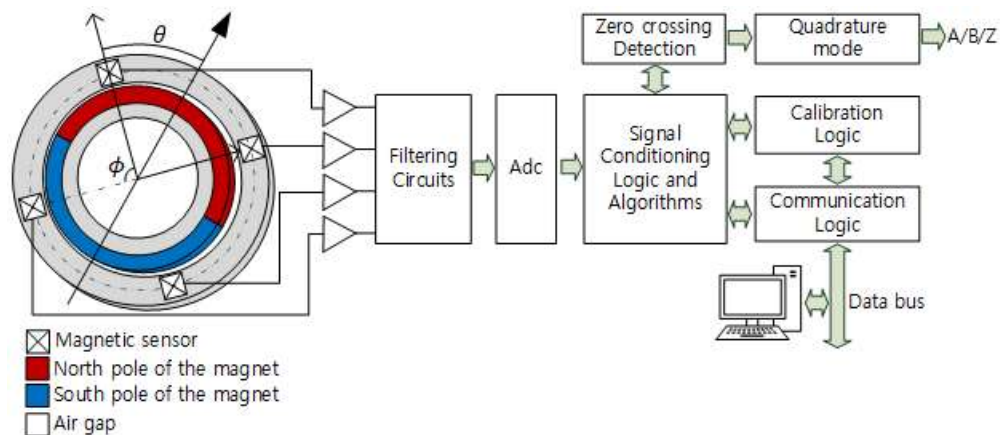 θ
ϕ
Filtering
Circuits
Adc
Signal
Conditioning
Logic and
Algorithms
Zero crossing
Detection
Quadrature
mode
A/B/Z
Calibration
Logic
Communication
Logic
Data bus
Magnetic sensor
North pole of the magnet
South pole of the magnet
Air gap